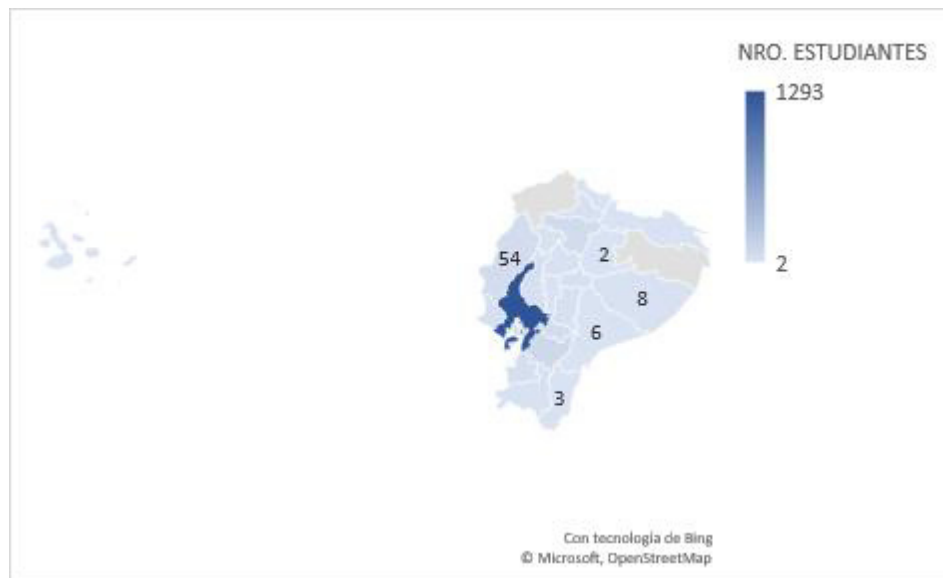 NRO. ESTUDIANTES
1293
2
54
2
8
6
3
Con tecnología de Bing
© Microsoft, OpenStreetMap